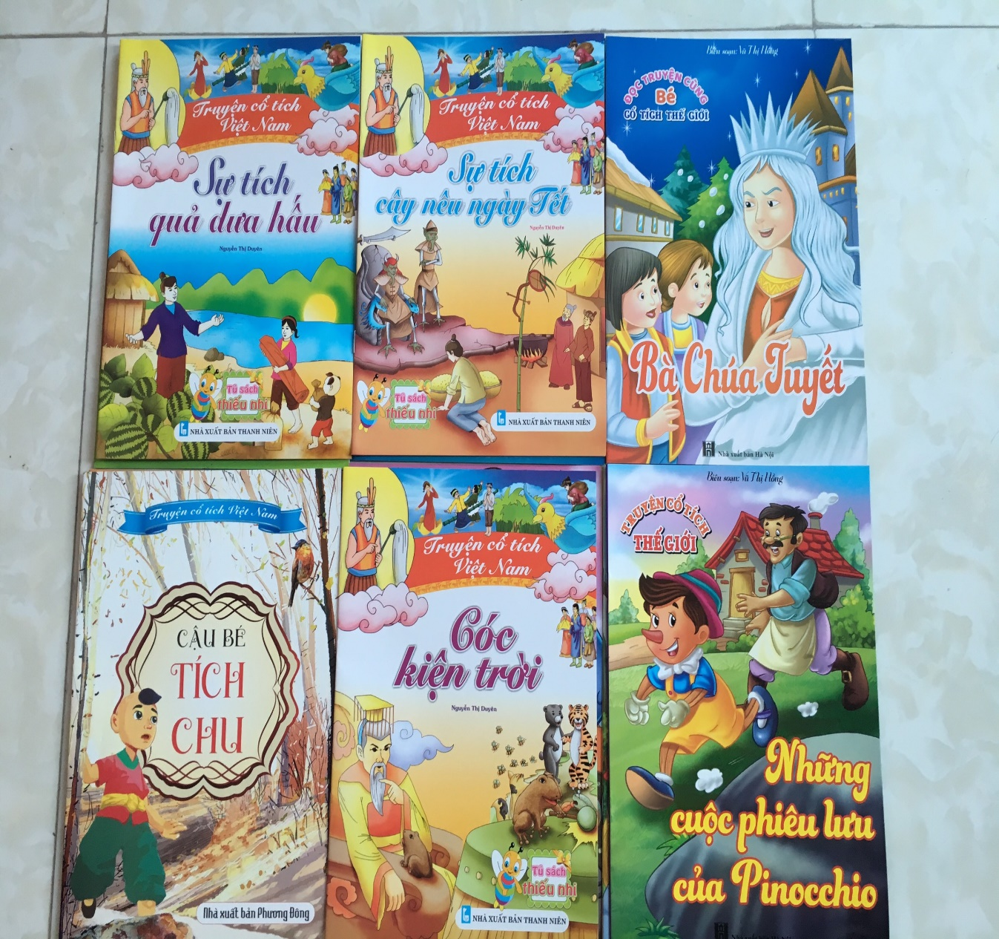 Truyện cổ tích
Việt Nam
Sự tích
quả dưa hấu
Nguyễn Thị Duyên
Tủ sách
thiếu nhi
NHÀ XUẤT BẢN THANH NIÊN
Truyện cổ tích
Việt Nam
Sự tích
cây nêu ngày Tết
Nguyễn Thị Duyên
Tủ sách
thiếu nhi
NHÀ XUẤT BẢN THANH NIÊN
Biên soạn: Vũ Thị Hồng
ĐỌC TRUYỆN CÙNG
Bé
CỔ TÍCH THẾ GIỚI
Bà Chúa Tuyết
Nhà xuất bản Hà Nội
Truyện cổ tích Việt Nam
CẬU BÉ
TÍCH
CHU
Nhà xuất bản Phương Đông
Truyện cổ tích
Việt Nam
Cóc
kiện trời
Nguyễn Thị Duyên
Tủ sách
thiếu nhi
NHÀ XUẤT BẢN THANH NIÊN
Biên soạn: Vũ Thị Hồng
TRUYỆN CỔ TÍCH
THẾ GIỚI
Những
cuộc phiêu lưu
của Pinocchio